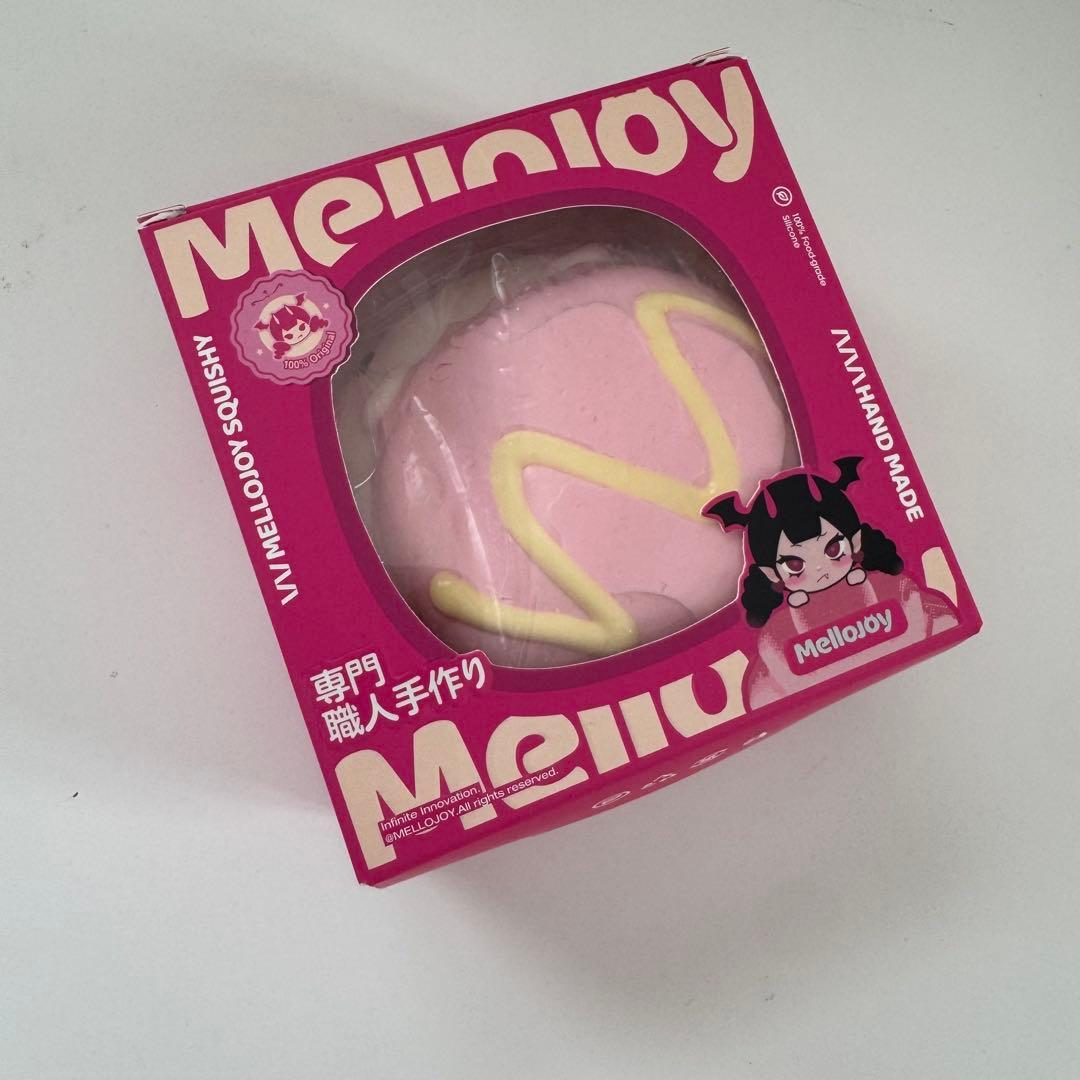 Mellojoy
100% Food-grade
Silicone
100% Original
\/\/MELLOJOY SQUISHY
/\/\/\HAND MADE
Mellojoy
専門
職人手作り
Infinite Innovation.
@MELLOJOY.All rights reserved.